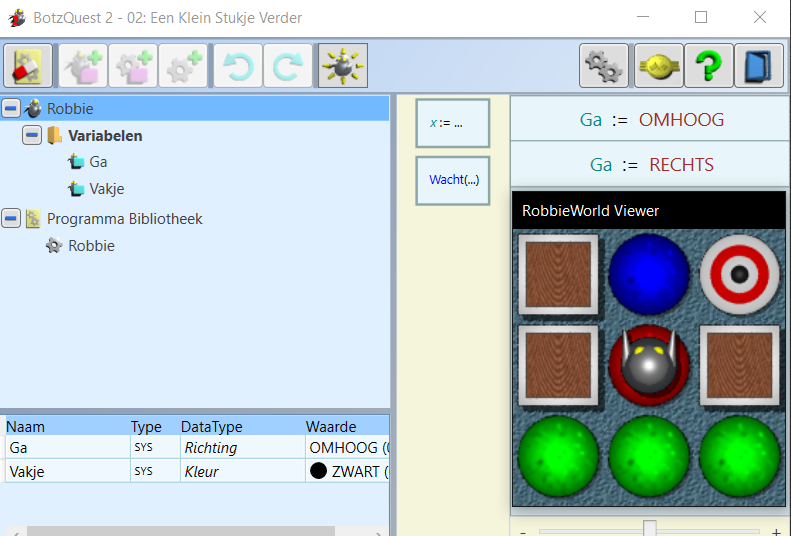 BotzQuest 2 - 02: Een Klein Stukje Verder
Robbie
Variabelen
Ga
Vakje
Programma Bibliotheek
Robbie
x := ...
Wacht(...)
Ga := OMHOOG
Ga := RECHTS
RobbieWorld Viewer
Naam Type DataType Waarde
Ga SYS Richting OMHOOG (
Vakje SYS Kleur ZWART (
- +